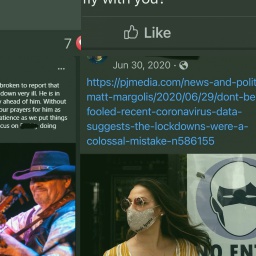 ny with you?
7
Like
Jun 30, 2020 ·
https://pjmedia.com/news-and-polit
matt-margolis/2020/06/29/dont-be
fooled-recent-coronavirus-data-
suggests-the-lockdowns-were-a-
colossal-mistake-n586155
...
broken to report that
down very ill. He is in
ahead of him. Without
our prayers for him as
atience as we put things
cus on
, doing
NO EN